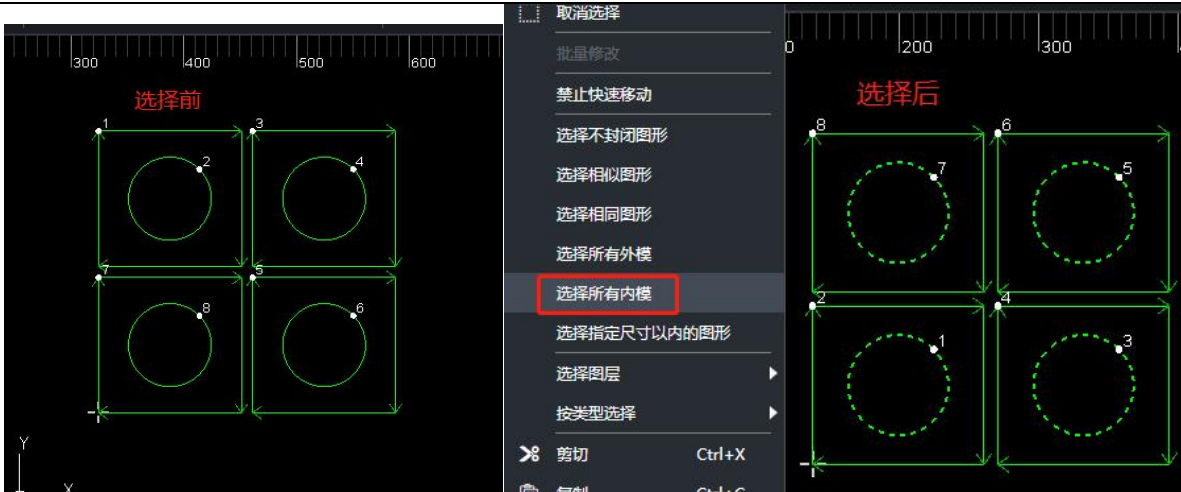 300 400 500 600
选择前
1 3
2 4
7 5
8 6
Y
X
取消选择
批量修改
禁止快速移动
选择不封闭图形
选择相似图形
选择相同图形
选择所有外模
选择所有内模
选择指定尺寸以内的图形
选择图层
按类型选择
剪切 Ctrl+X
0 200 300
选择后
8 6
7 5
2 4
1 3